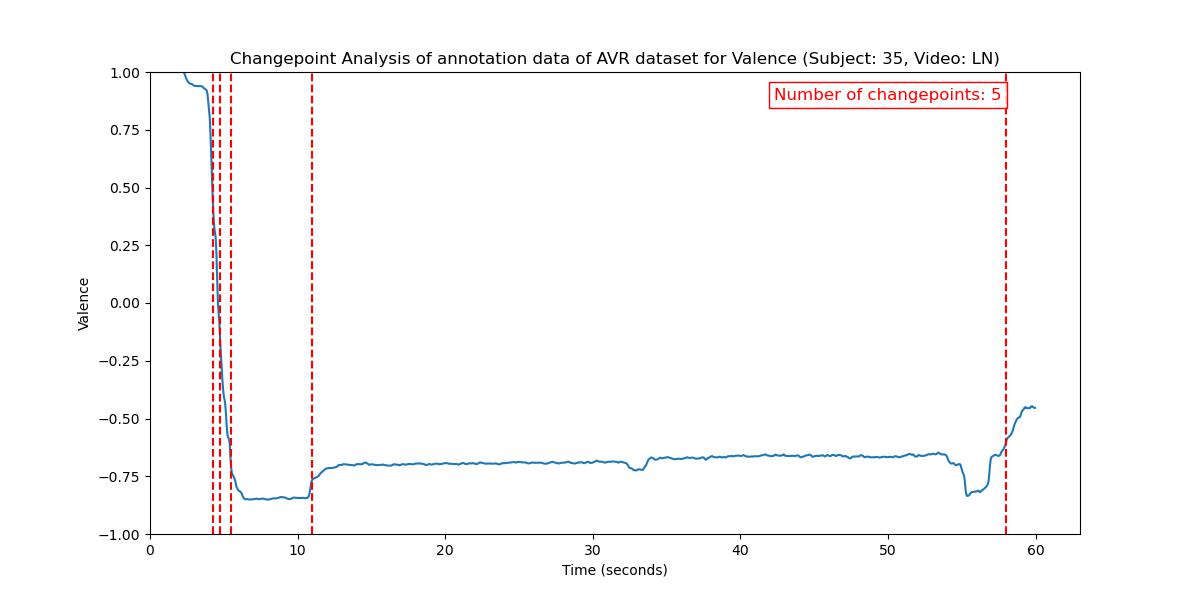 Changepoint Analysis of annotation data of AVR dataset for Valence (Subject: 35, Video: LN)
Number of changepoints: 5
1.00
0.75
0.50
0.25
0.00
−0.25
−0.50
−0.75
−1.00
Valence
0 10 20 30 40 50 60
Time (seconds)